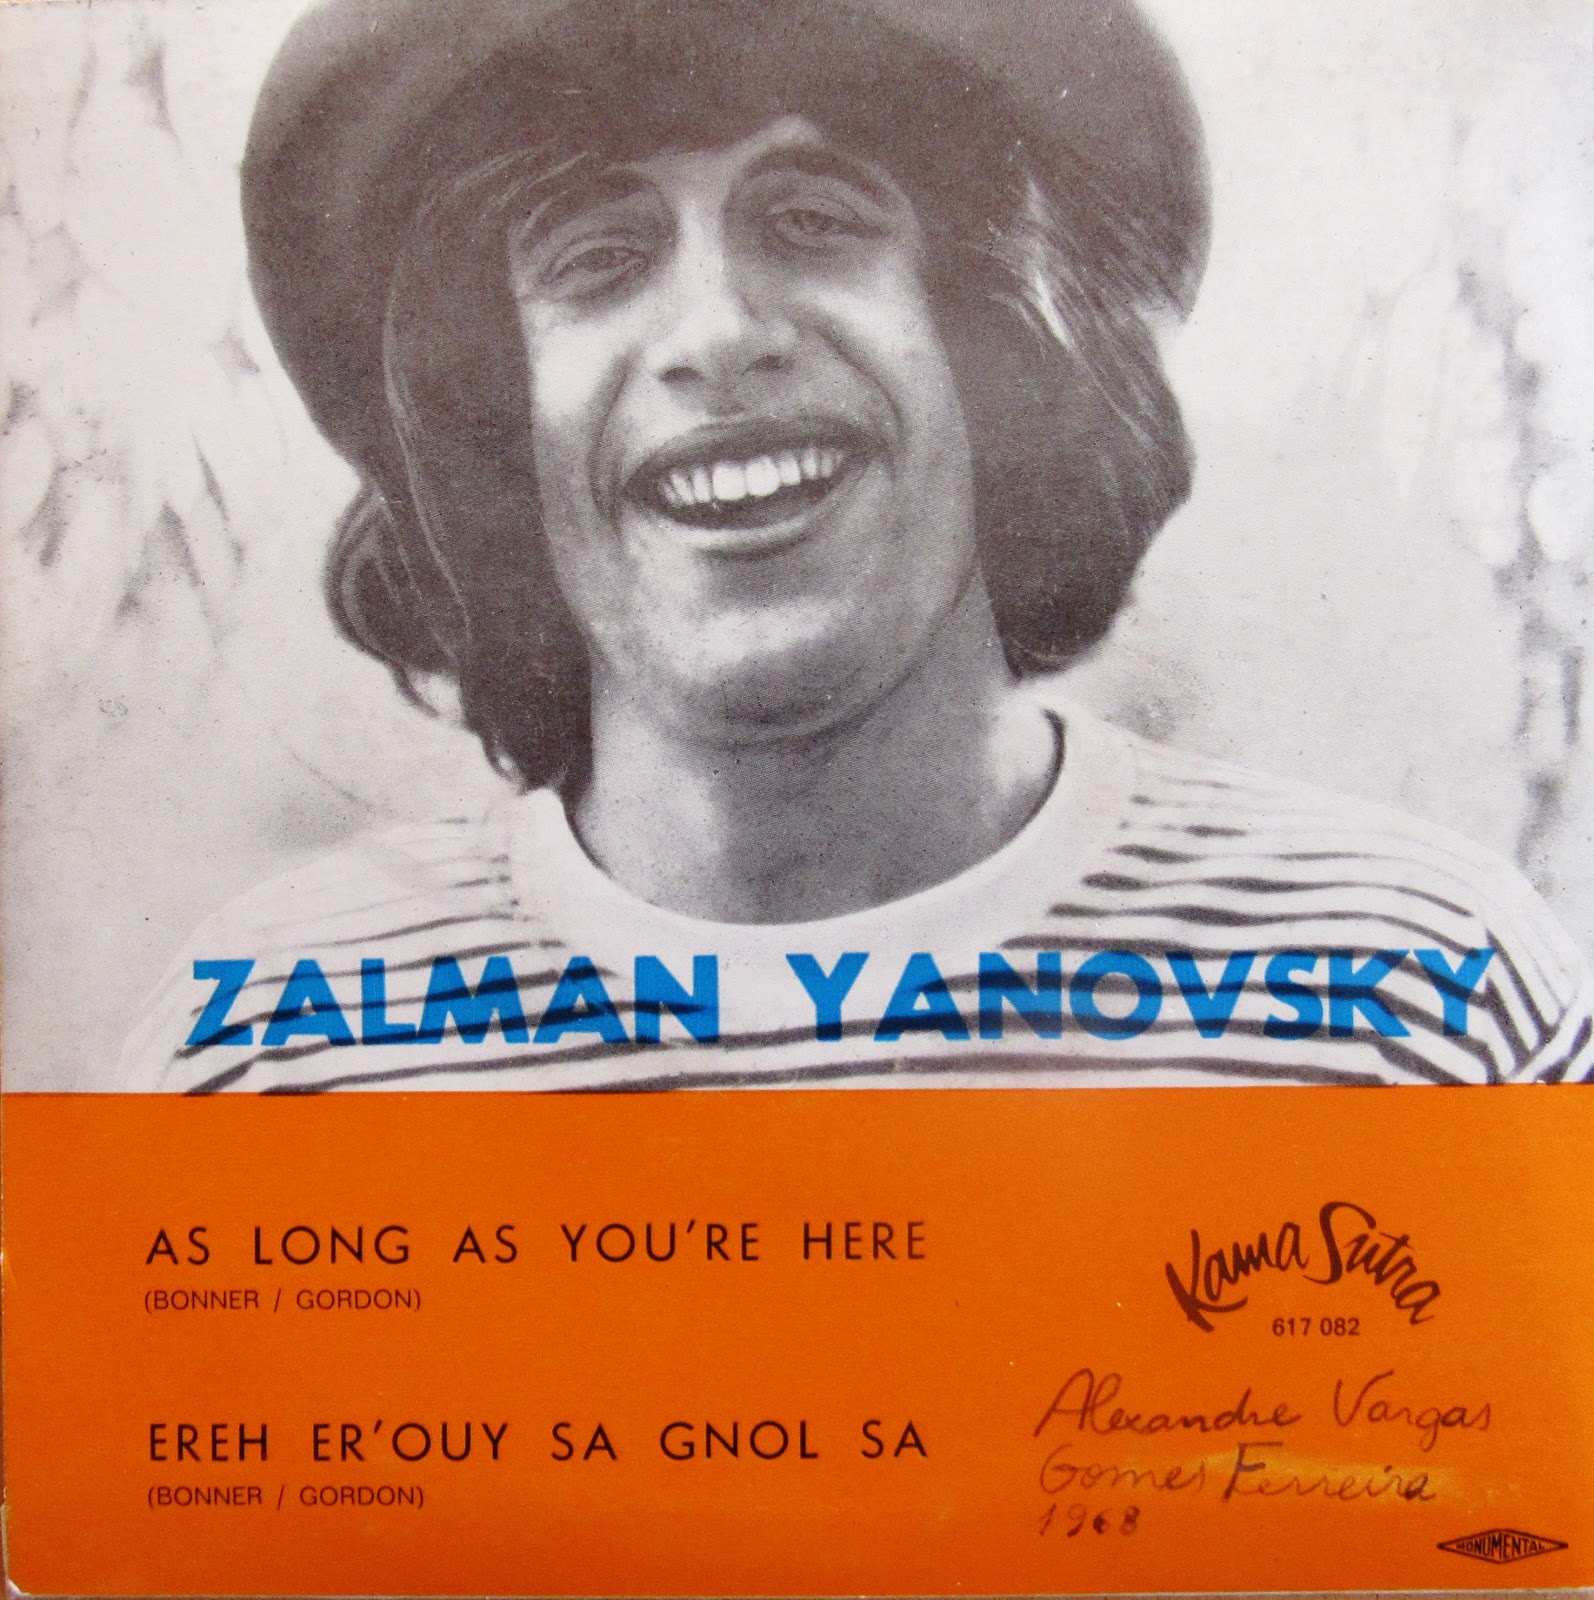 ZALMAN YANOVSKY
AS LONG AS YOU'RE HERE
(BONNER / GORDON)
Kama Sutra
617 082
EREH ER'OUY SA GNOL SA
(BONNER / GORDON)
Alexandre Vargas
Gomes Ferreira
1968
MONUMENTAL